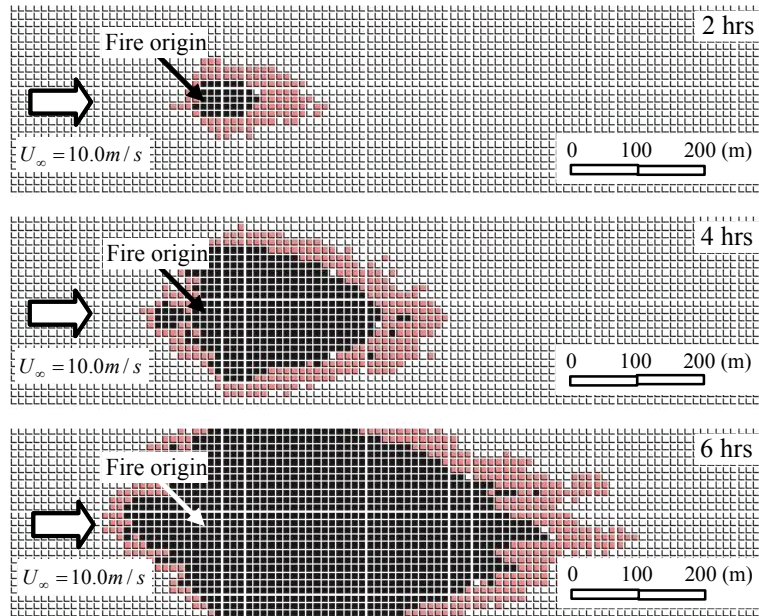 2 hrs
Fire origin
U∞ = 10.0m/s
0 100 200 (m)
4 hrs
Fire origin
U∞ = 10.0m/s
0 100 200 (m)
6 hrs
Fire origin
U∞ = 10.0m/s
0 100 200 (m)